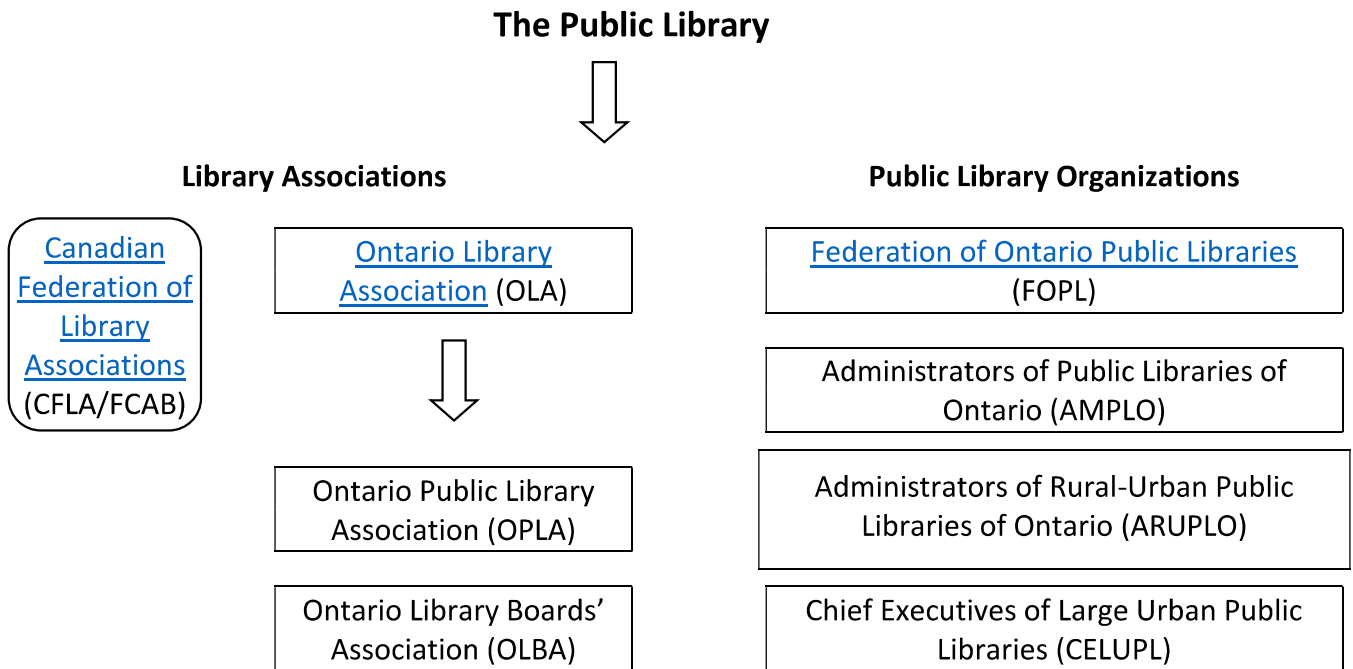 The Public Library
Library Associations
Public Library Organizations
Canadian
Federation of
Library
Associations
(CFLA/FCAB)
Ontario Library
Association (OLA)
Ontario Public Library
Association (OPLA)
Ontario Library Boards’
Association (OLBA)
Federation of Ontario Public Libraries
(FOPL)
Administrators of Public Libraries of
Ontario (AMPLO)
Administrators of Rural-Urban Public
Libraries of Ontario (ARUPLO)
Chief Executives of Large Urban Public
Libraries (CELUPL)